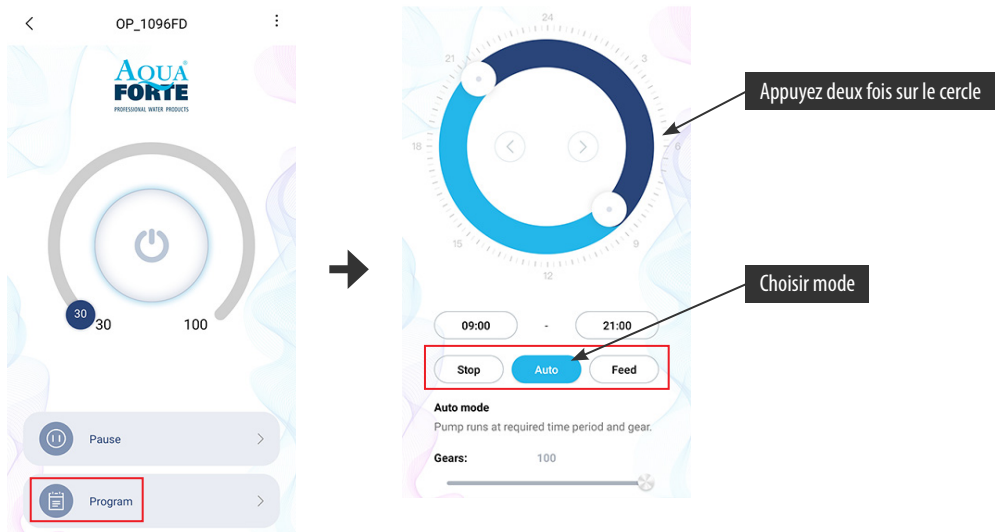 OP_1096FD
AQUA
FORTE
PROFESSIONAL WATER PRODUCTS
30
30
100
Pause
Program
24
21
3
18
6
15
9
12
09:00 - 21:00
Stop Auto Feed
Auto mode
Pump runs at required time period and gear.
Gears: 100
Appuyez deux fois sur le cercle
Choisir mode